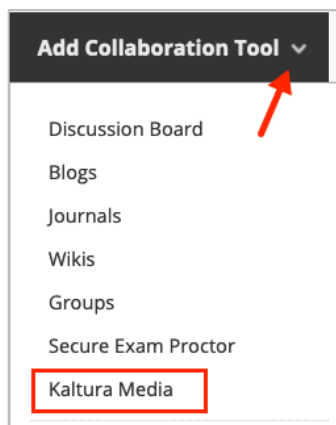 Add Collaboration Tool
Discussion Board
Blogs
Journals
Wikis
Groups
Secure Exam Proctor
Kaltura Media